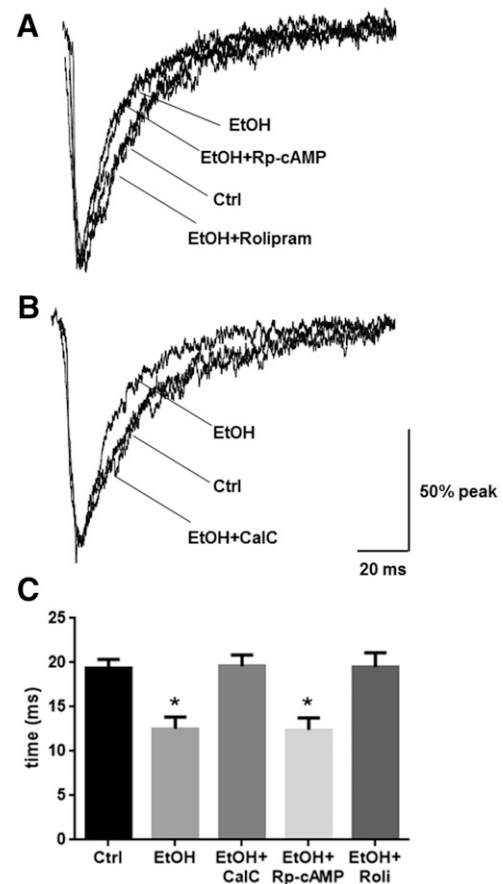 A
EtOH
EtOH+Rp-cAMP
Ctrl
EtOH+Rolipram
B
EtOH
Ctrl
EtOH+CalC
50% peak
20 ms
C
time (ms)
25
20
15
10
5
0
*
*
Ctrl
EtOH
EtOH+
CalC
EtOH+
Rp-cAMP
EtOH+
Roli